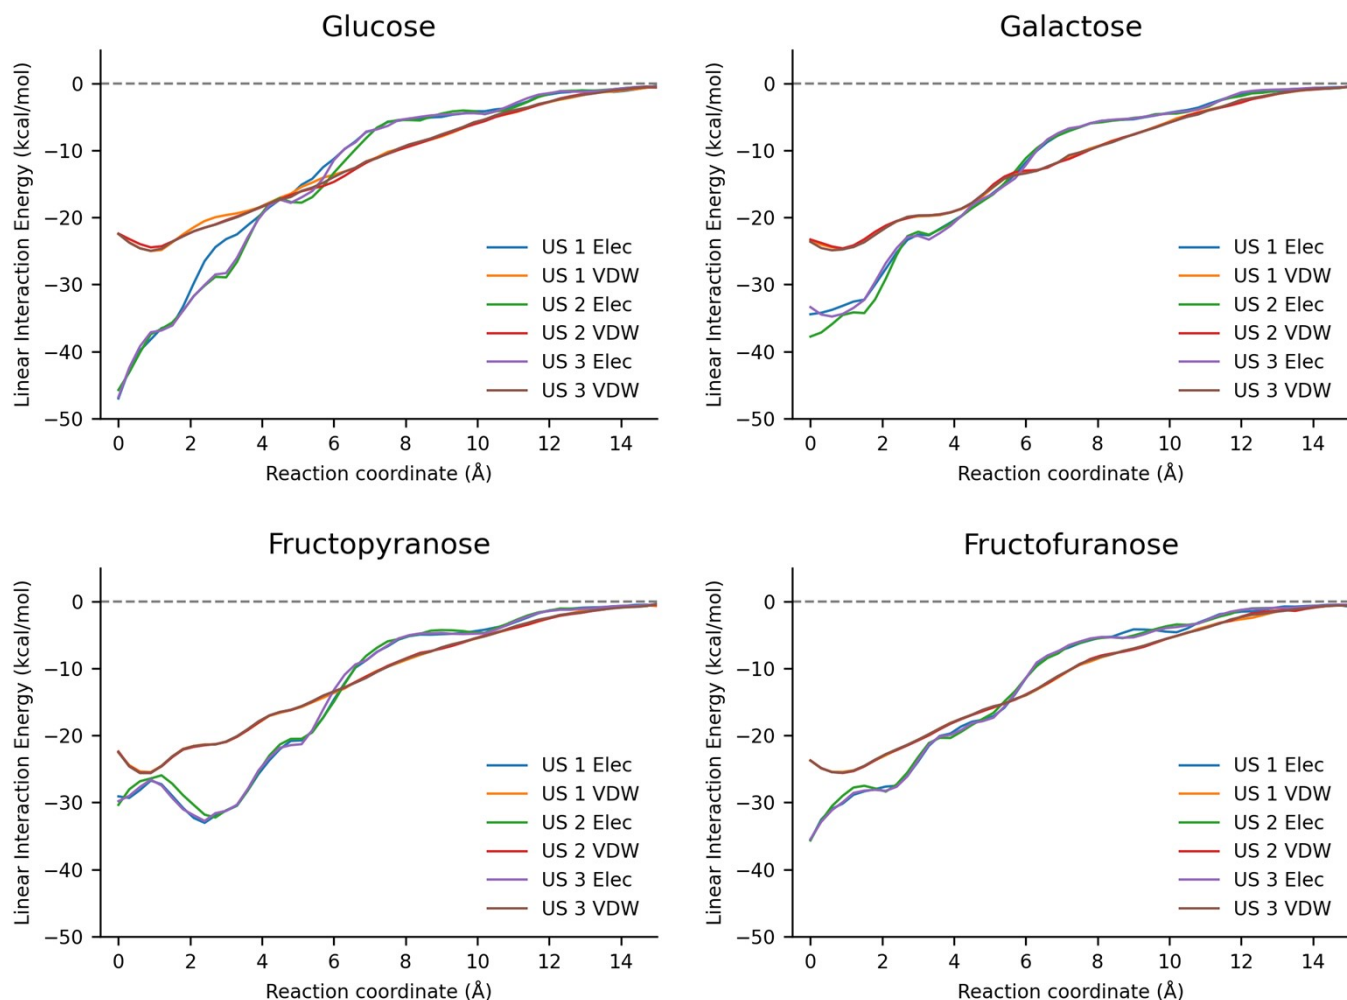 Glucose
Linear Interaction Energy (kcal/mol)
0
−10
−20
−30
−40
−50
US 1 Elec
US 1 VDW
US 2 Elec
US 2 VDW
US 3 Elec
US 3 VDW
0 2 4 6 8 10 12 14
Reaction coordinate (Å)
Galactose
Linear Interaction Energy (kcal/mol)
0
−10
−20
−30
−40
−50
US 1 Elec
US 1 VDW
US 2 Elec
US 2 VDW
US 3 Elec
US 3 VDW
0 2 4 6 8 10 12 14
Reaction coordinate (Å)
Fructopyranose
Linear Interaction Energy (kcal/mol)
0
−10
−20
−30
−40
−50
US 1 Elec
US 1 VDW
US 2 Elec
US 2 VDW
US 3 Elec
US 3 VDW
0 2 4 6 8 10 12 14
Reaction coordinate (Å)
Fructofuranose
Linear Interaction Energy (kcal/mol)
0
−10
−20
−30
−40
−50
US 1 Elec
US 1 VDW
US 2 Elec
US 2 VDW
US 3 Elec
US 3 VDW
0 2 4 6 8 10 12 14
Reaction coordinate (Å)